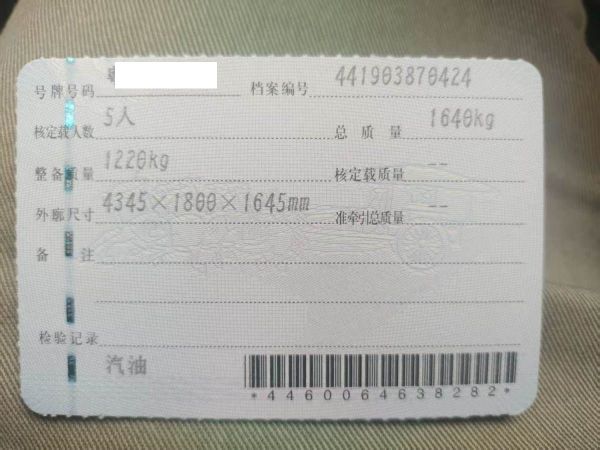 号牌号码 档案编号 441903870424
核定载人数 5人 总质量 1640kg
整备质量 1220kg 核定载质量 --
外廓尺寸 4345×1800×1645mm 准牵引总质量 --
备注
检验记录
汽油
*4460064638282*